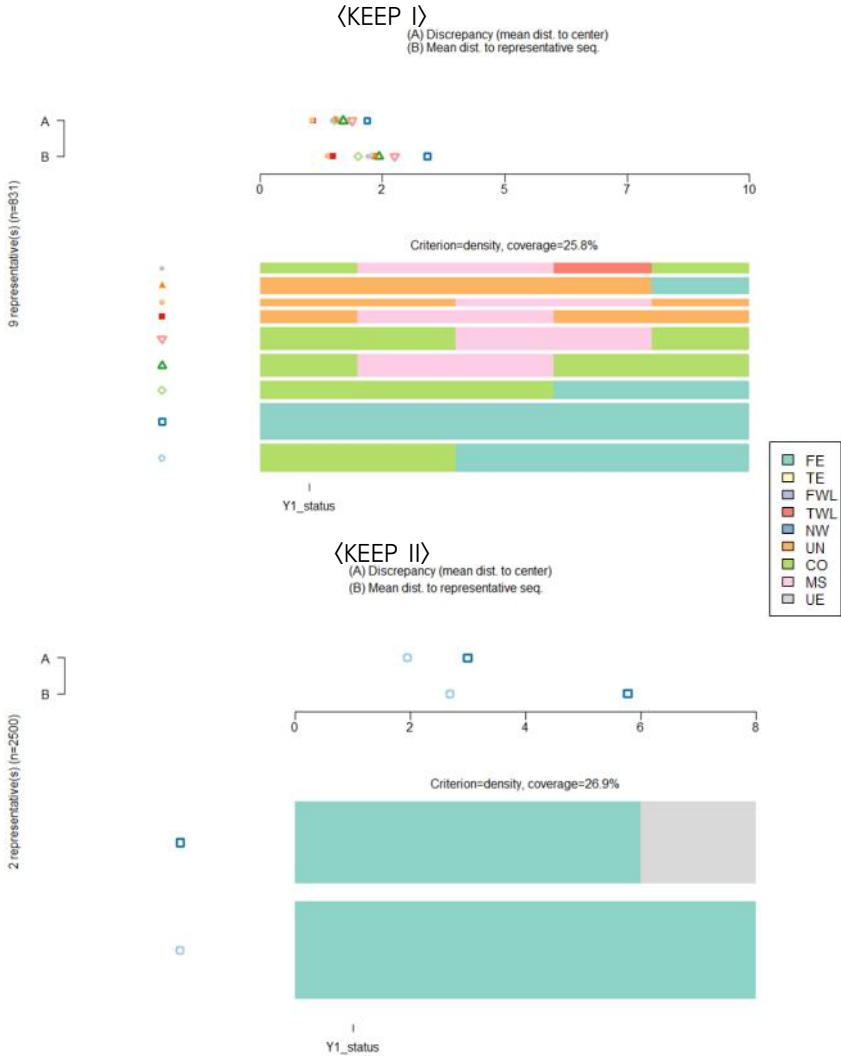 〈KEEP I〉
(A) Discrepancy (mean dist. to center)
(B) Mean dist. to representative seq.
A
B
0 2 5 7 10
9 representative(s) (n=831)
Criterion=density, coverage=25.8%
Y1_status
FE
TE
FWL
TWL
NW
UN
CO
MS
UE
〈KEEP II〉
(A) Discrepancy (mean dist. to center)
(B) Mean dist. to representative seq.
A
B
0 2 4 6 8
2 representative(s) (n=2500)
Criterion=density, coverage=26.9%
Y1_status